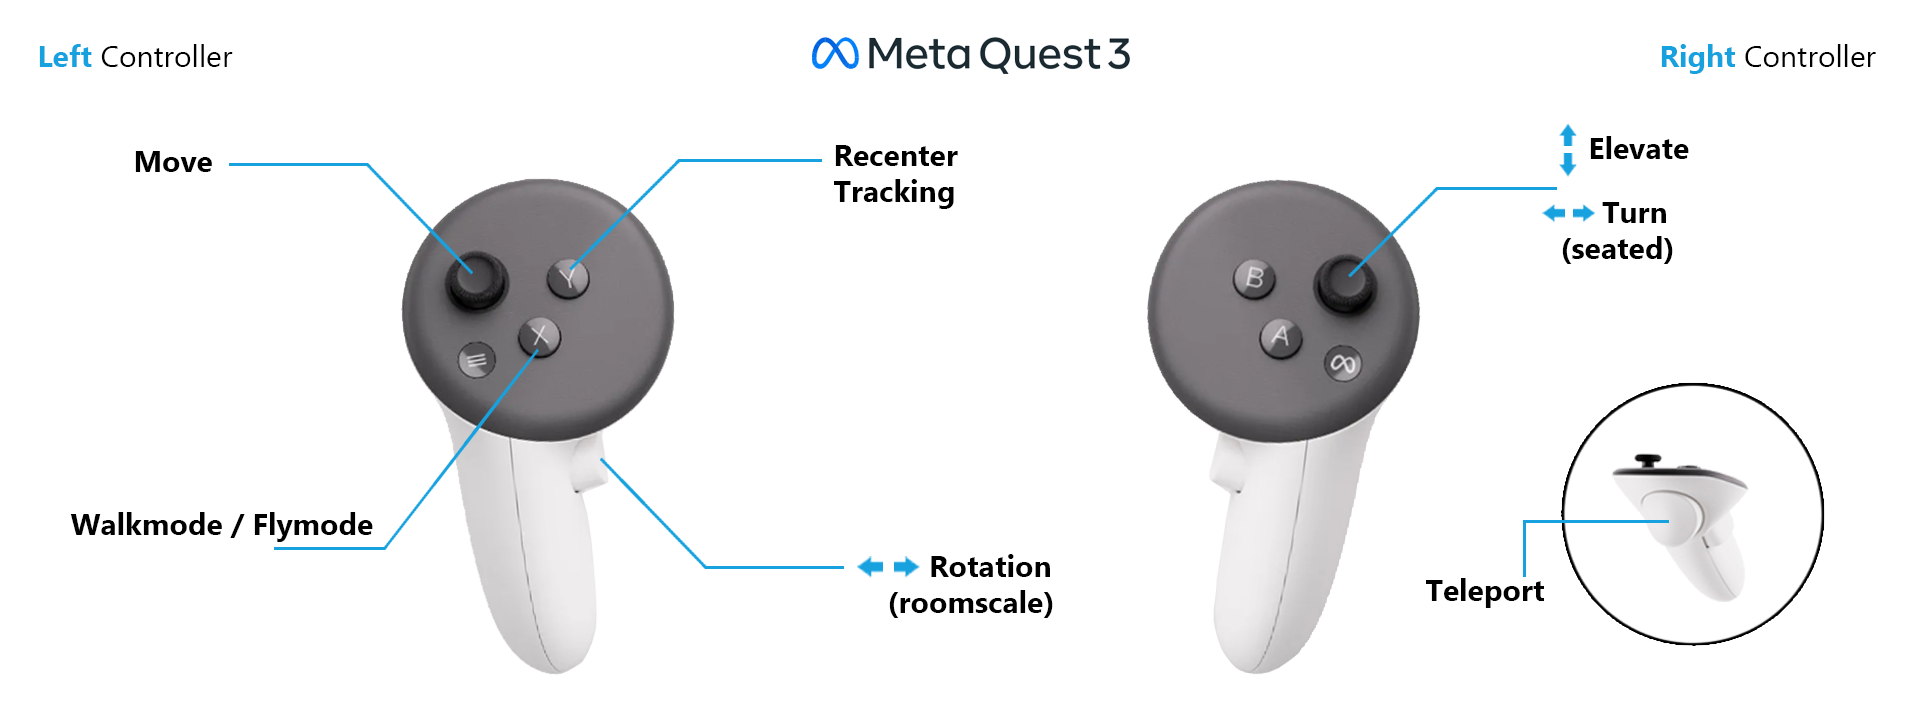 Left Controller
Meta Quest 3
Right Controller
Move
Recenter
Tracking
Elevate
Turn
(seated)
Y
X
B
A
Walkmode / Flymode
Rotation
(roomscale)
Teleport